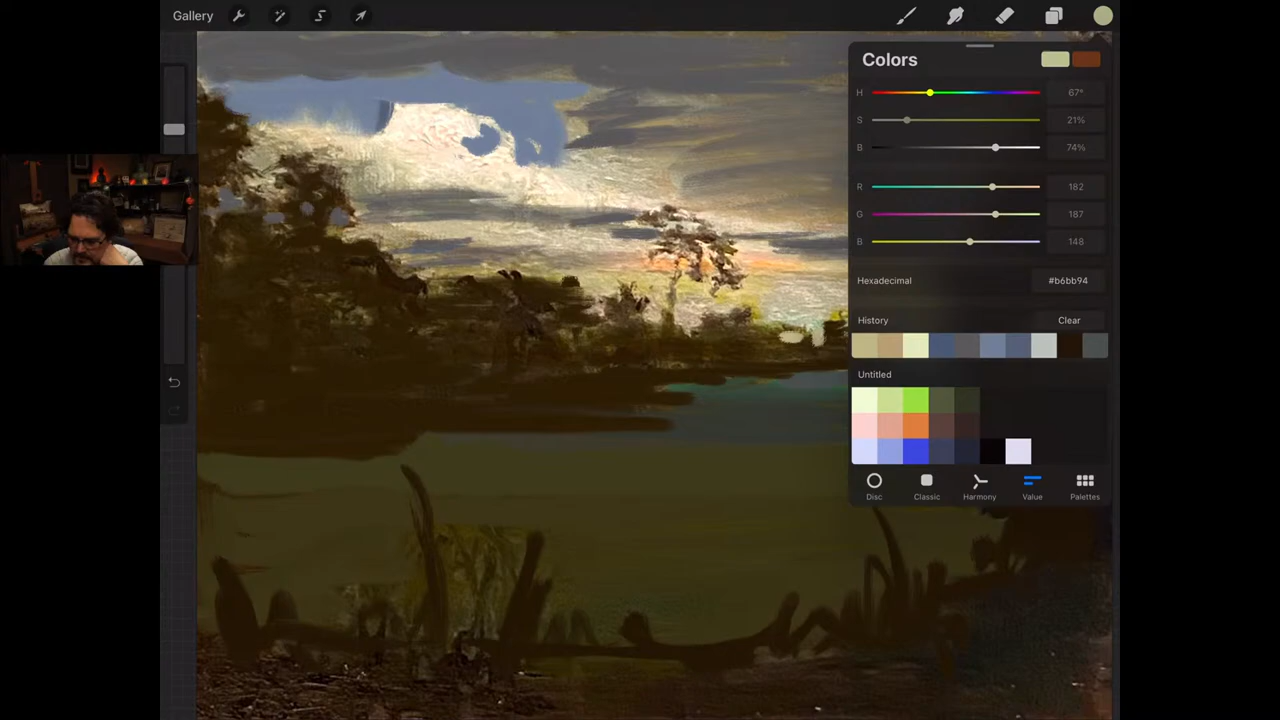 Gallery
Colors
H 67°
S 21%
B 74%
R 182
G 187
B 148
Hexadecimal #b6bb94
History Clear
Untitled
Disc Classic Harmony Value Palettes